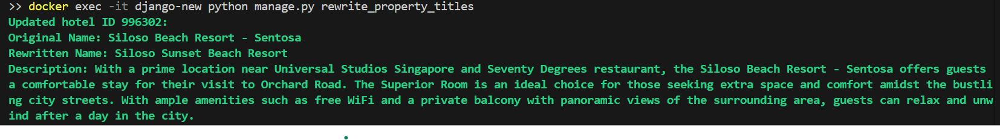 >> docker exec -it django-new python manage.py rewrite_property_titles
Updated hotel ID 996302:
Original Name: Siloso Beach Resort - Sentosa
Rewritten Name: Siloso Sunset Beach Resort
Description: With a prime location near Universal Studios Singapore and Seventy Degrees restaurant, the Siloso Beach Resort - Sentosa offers guests
a comfortable stay for their visit to Orchard Road. The Superior Room is an ideal choice for those seeking extra space and comfort amidst the bustli
ng city streets. With ample amenities such as free WiFi and a private balcony with panoramic views of the surrounding area, guests can relax and unw
ind after a day in the city.